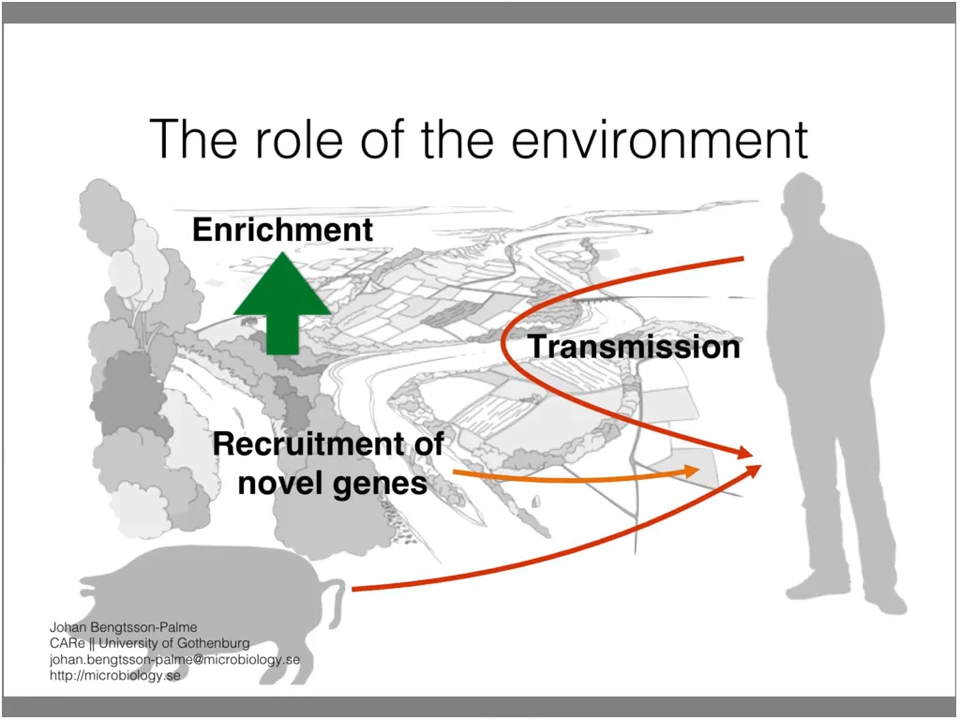 The role of the environment
Enrichment
Transmission
Recruitment of
novel genes
Johan Bengtsson-Palme
CARe || University of Gothenburg
johan.bengtsson-palme@microbiology.se
http://microbiology.se